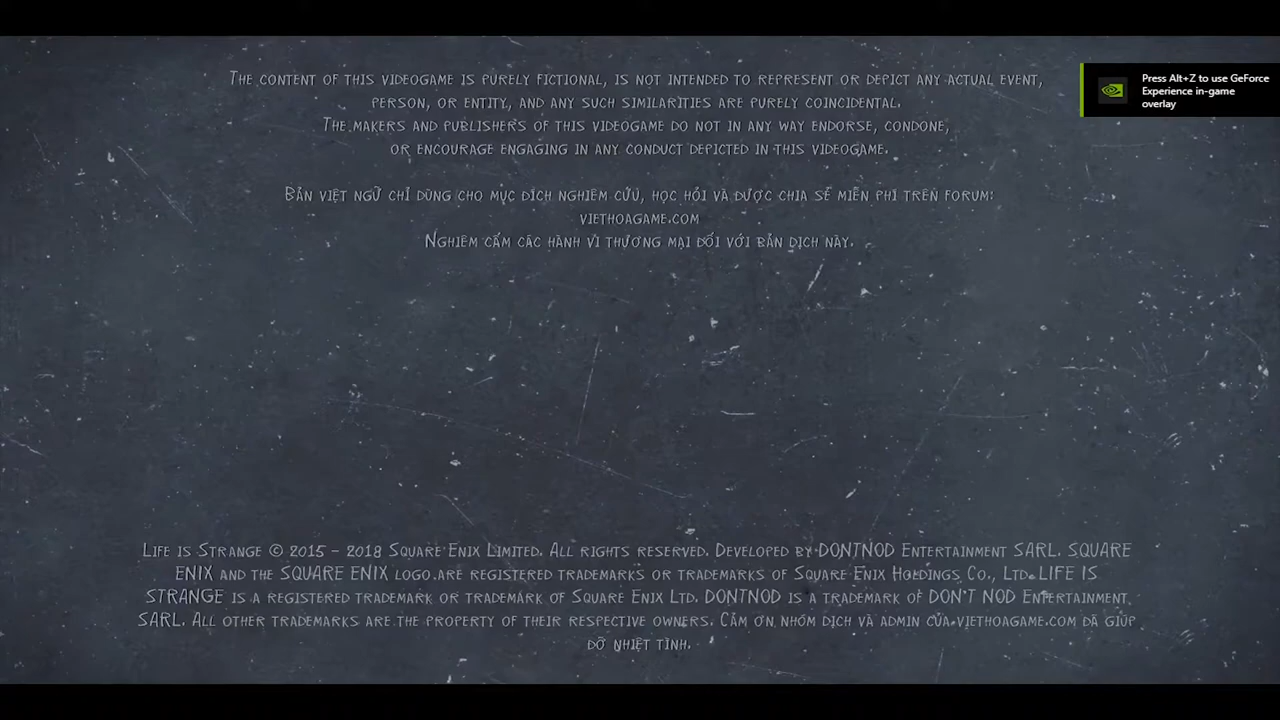 THE CONTENT OF THIS VIDEOGAME IS PURELY FICTIONAL, IS NOT INTENDED TO REPRESENT OR DEPICT ANY ACTUAL EVENT,
PERSON, OR ENTITY, AND ANY SUCH SIMILARITIES ARE PURELY COINCIDENTAL.
THE MAKERS AND PUBLISHERS OF THIS VIDEOGAME DO NOT IN ANY WAY ENDORSE, CONDONE,
OR ENCOURAGE ENGAGING IN ANY CONDUCT DEPICTED IN THIS VIDEOGAME.
Press Alt+Z to use GeForce
Experience in-game
overlay
BẢN VIỆT NGỮ CHỈ DÙNG CHO MỤC ĐÍCH NGHIÊM CỨU, HỌC HỎI VÀ ĐƯỢC CHIA SẺ MIỄN PHÍ TRÊN FORUM:
VIETHOAGAME.COM
NGHIÊM CẤM CÁC HÀNH VI THƯƠNG MẠI ĐỐI VỚI BẢN DỊCH NÀY.
LIFE IS STRANGE © 2015 - 2018 SQUARE ENIX LIMITED. ALL RIGHTS RESERVED. DEVELOPED BY DONTNOD ENTERTAINMENT SARL. SQUARE
ENIX AND THE SQUARE ENIX LOGO ARE REGISTERED TRADEMARKS OR TRADEMARKS OF SQUARE ENIX HOLDINGS CO., LTD. LIFE IS
STRANGE IS A REGISTERED TRADEMARK OR TRADEMARK OF SQUARE ENIX LTD. DONTNOD IS A TRADEMARK OF DON'T NOD ENTERTAINMENT
SARL. ALL OTHER TRADEMARKS ARE THE PROPERTY OF THEIR RESPECTIVE OWNERS. CẢM ƠN NHÓM DỊCH VÀ ADMIN CỦA VIETHOAGAME.COM ĐÃ GIÚP
ĐỠ NHIỆT TÌNH.